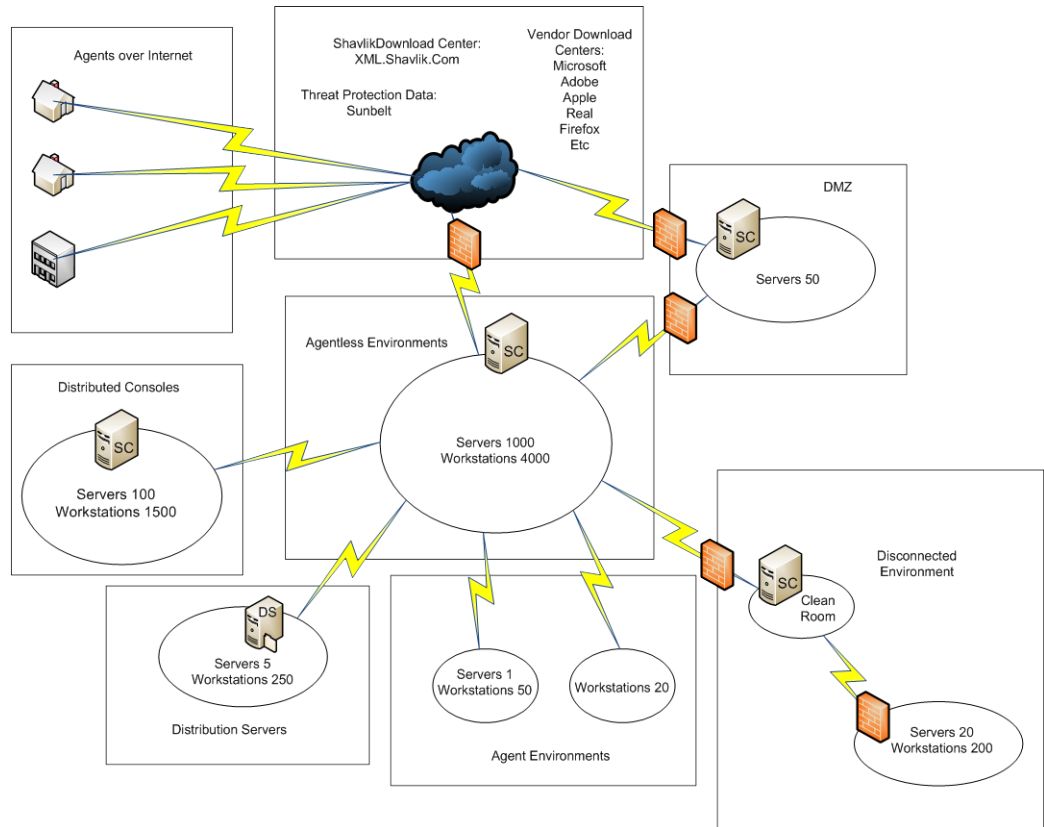 Agents over Internet
ShavlikDownload Center:
XML.Shavlik.Com
Threat Protection Data:
Sunbelt
Vendor Download
Centers:
Microsoft
Adobe
Apple
Real
Firefox
Etc
DMZ
SC
Servers 50
Agentless Environments
SC
Servers 1000
Workstations 4000
Distributed Consoles
SC
Servers 100
Workstations 1500
Disconnected
Environment
SC
Clean
Room
Servers 20
Workstations 200
DS
Servers 5
Workstations 250
Distribution Servers
Servers 1
Workstations 50
Workstations 20
Agent Environments